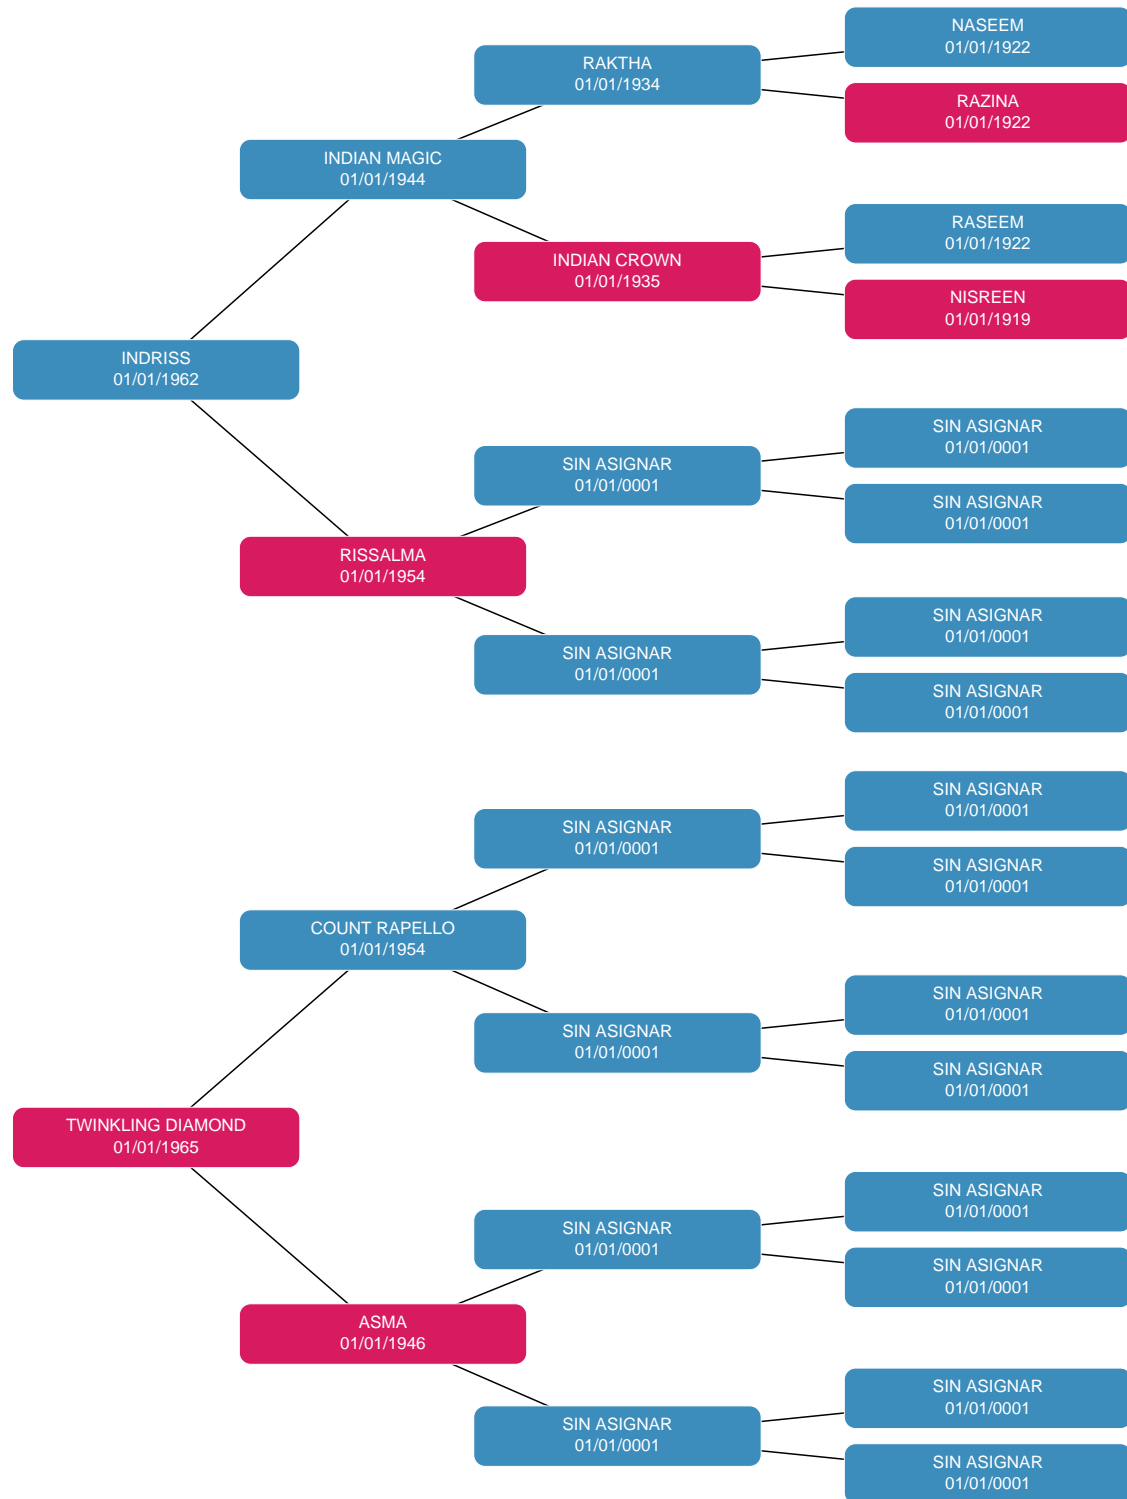 NASEEM
01/01/1922
RAKTHA
01/01/1934
RAZINA
01/01/1922
INDIAN MAGIC
01/01/1944
RASEEM
01/01/1922
INDIAN CROWN
01/01/1935
NISREEN
01/01/1919
INDRISS
01/01/1962
SIN ASIGNAR
01/01/0001
SIN ASIGNAR
01/01/0001
SIN ASIGNAR
01/01/0001
RISSALMA
01/01/1954
SIN ASIGNAR
01/01/0001
SIN ASIGNAR
01/01/0001
SIN ASIGNAR
01/01/0001
SIN ASIGNAR
01/01/0001
SIN ASIGNAR
01/01/0001
SIN ASIGNAR
01/01/0001
COUNT RAPELLO
01/01/1954
SIN ASIGNAR
01/01/0001
SIN ASIGNAR
01/01/0001
SIN ASIGNAR
01/01/0001
TWINKLING DIAMOND
01/01/1965
SIN ASIGNAR
01/01/0001
SIN ASIGNAR
01/01/0001
SIN ASIGNAR
01/01/0001
ASMA
01/01/1946
SIN ASIGNAR
01/01/0001
SIN ASIGNAR
01/01/0001
SIN ASIGNAR
01/01/0001